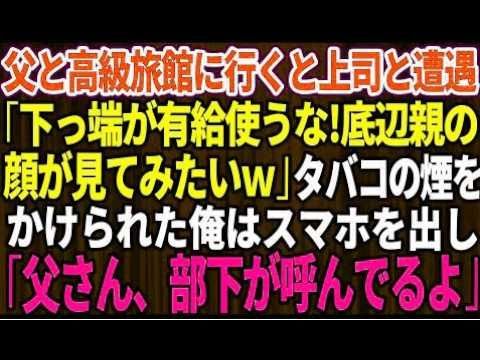 父と高級旅館に行くと上司と遭遇
「下っ端が有給使うな!底辺親の
顔が見てみたいw」タバコの煙を
かけられた俺はスマホを出し
「父さん、部下が呼んでるよ」